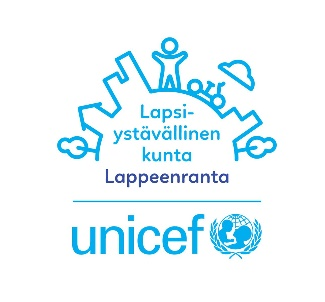 Lapsi-
ystävällinen
kunta
Lappeenranta
unicef